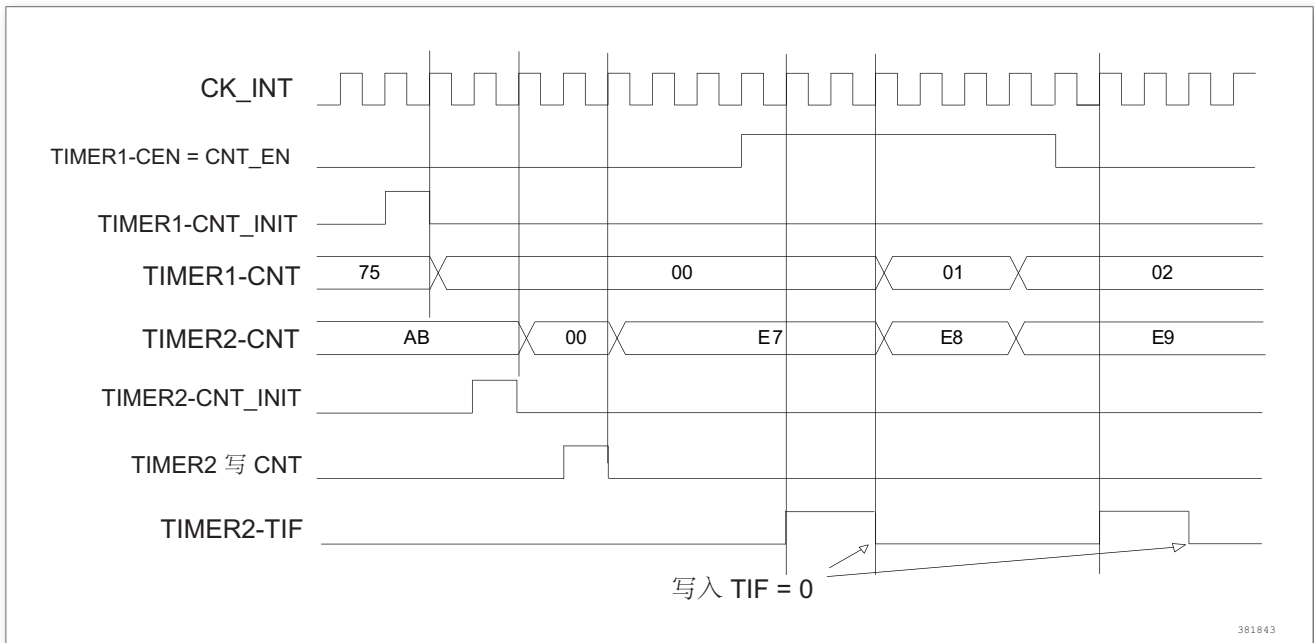 CK_INT
TIMER1-CEN = CNT_EN
TIMER1-CNT_INIT
TIMER1-CNT 75 00 01 02
TIMER2-CNT AB 00 E7 E8 E9
TIMER2-CNT_INIT
TIMER2 写 CNT
TIMER2-TIF
写入 TIF = 0
381843